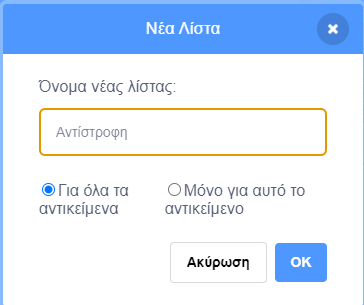 Νέα Λίστα
Όνομα νέας λίστας:
Αντίστροφη
Για όλα τα αντικείμενα
Μόνο για αυτό το αντικείμενο
Ακύρωση
OK